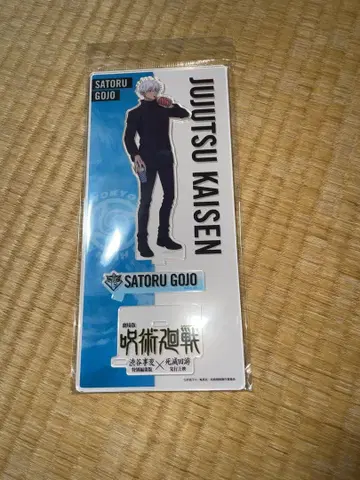 SATORU
GOJO
JUJUTSU KAISEN
TOKYO
SATORU GOJO
劇場版
呪術廻戦
渋谷事変 × 死滅回游
特別編集版 先行上映